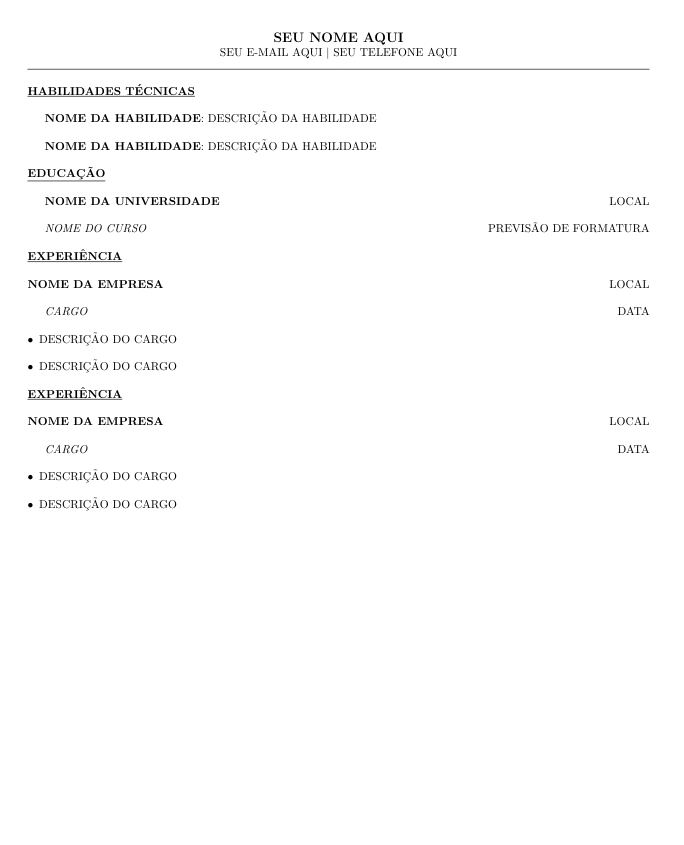 SEU NOME AQUI
SEU E-MAIL AQUI | SEU TELEFONE AQUI
HABILIDADES TÉCNICAS
NOME DA HABILIDADE: DESCRIÇÃO DA HABILIDADE
NOME DA HABILIDADE: DESCRIÇÃO DA HABILIDADE
EDUCAÇÃO
NOME DA UNIVERSIDADE LOCAL
NOME DO CURSO PREVISÃO DE FORMATURA
EXPERIÊNCIA
NOME DA EMPRESA LOCAL
CARGO DATA
• DESCRIÇÃO DO CARGO
• DESCRIÇÃO DO CARGO
EXPERIÊNCIA
NOME DA EMPRESA LOCAL
CARGO DATA
• DESCRIÇÃO DO CARGO
• DESCRIÇÃO DO CARGO